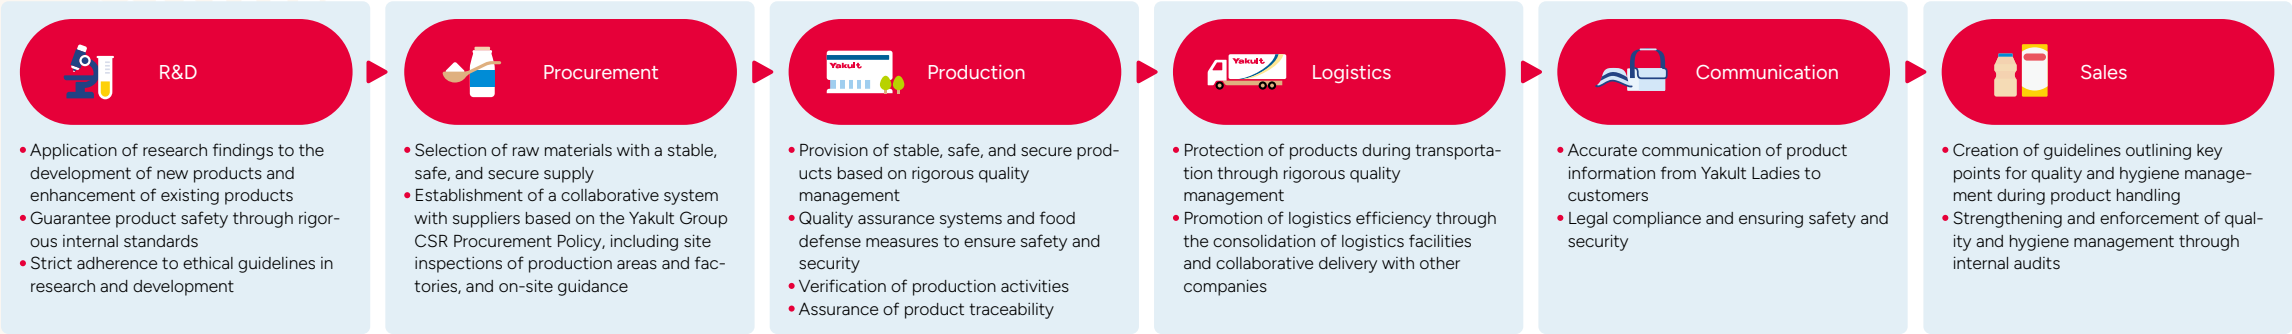 R&D
• Application of research findings to the
development of new products and
enhancement of existing products
• Guarantee product safety through rigor-
ous internal standards
• Strict adherence to ethical guidelines in
research and development
Procurement
• Selection of raw materials with a stable,
safe, and secure supply
• Establishment of a collaborative system
with suppliers based on the Yakult Group
CSR Procurement Policy, including site
inspections of production areas and fac-
tories, and on-site guidance
Yakult
Production
• Provision of stable, safe, and secure prod-
ucts based on rigorous quality
management
• Quality assurance systems and food
defense measures to ensure safety and
security
• Verification of production activities
• Assurance of product traceability
Yakult
Logistics
• Protection of products during transporta-
tion through rigorous quality
management
• Promotion of logistics efficiency through
the consolidation of logistics facilities
and collaborative delivery with other
companies
Communication
• Accurate communication of product
information from Yakult Ladies to
customers
• Legal compliance and ensuring safety and
security
Sales
• Creation of guidelines outlining key
points for quality and hygiene manage-
ment during product handling
• Strengthening and enforcement of qual-
ity and hygiene management through
internal audits